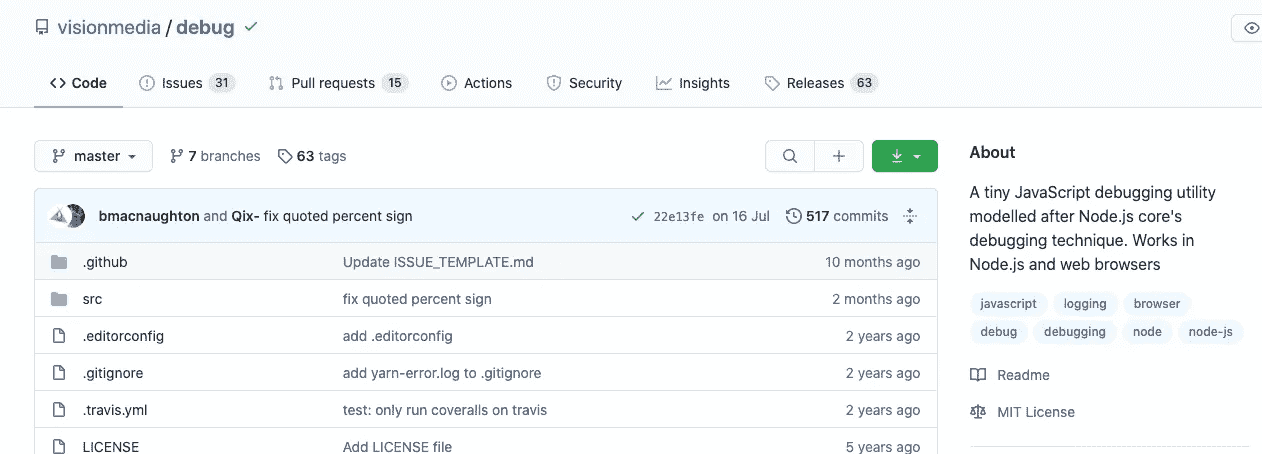 visionmedia / debug
Code Issues 31 Pull requests 15 Actions Security Insights Releases 63
master 7 branches 63 tags
bmacnaughton and Qix- fix quoted percent sign 22e13fe on 16 Jul 517 commits
.github Update ISSUE_TEMPLATE.md 10 months ago
src fix quoted percent sign 2 months ago
.editorconfig add .editorconfig 2 years ago
.gitignore add yarn-error.log to .gitignore 2 years ago
.travis.yml test: only run coveralls on travis 2 years ago
LICENSE Add LICENSE file 5 years ago
About
A tiny JavaScript debugging utility
modelled after Node.js core's
debugging technique. Works in
Node.js and web browsers
javascript logging browser
debug debugging node node-js
Readme
MIT License